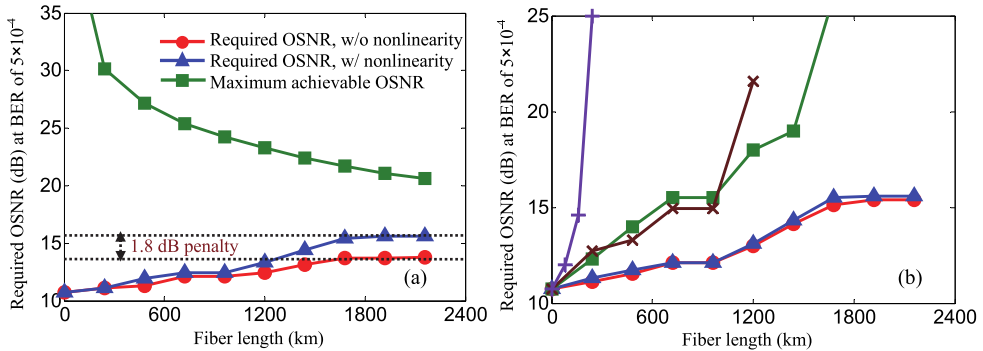 Required OSNR (dB) at BER of 5×10⁻⁴
35
30
25
20
15
10
0
600
1200
1800
2400
Fiber length (km)
Required OSNR, w/o nonlinearity
Required OSNR, w/ nonlinearity
Maximum achievable OSNR
1.8 dB penalty
(a)
Required OSNR (dB) at BER of 5×10⁻⁴
25
20
15
10
0
600
1200
1800
2400
Fiber length (km)
(b)